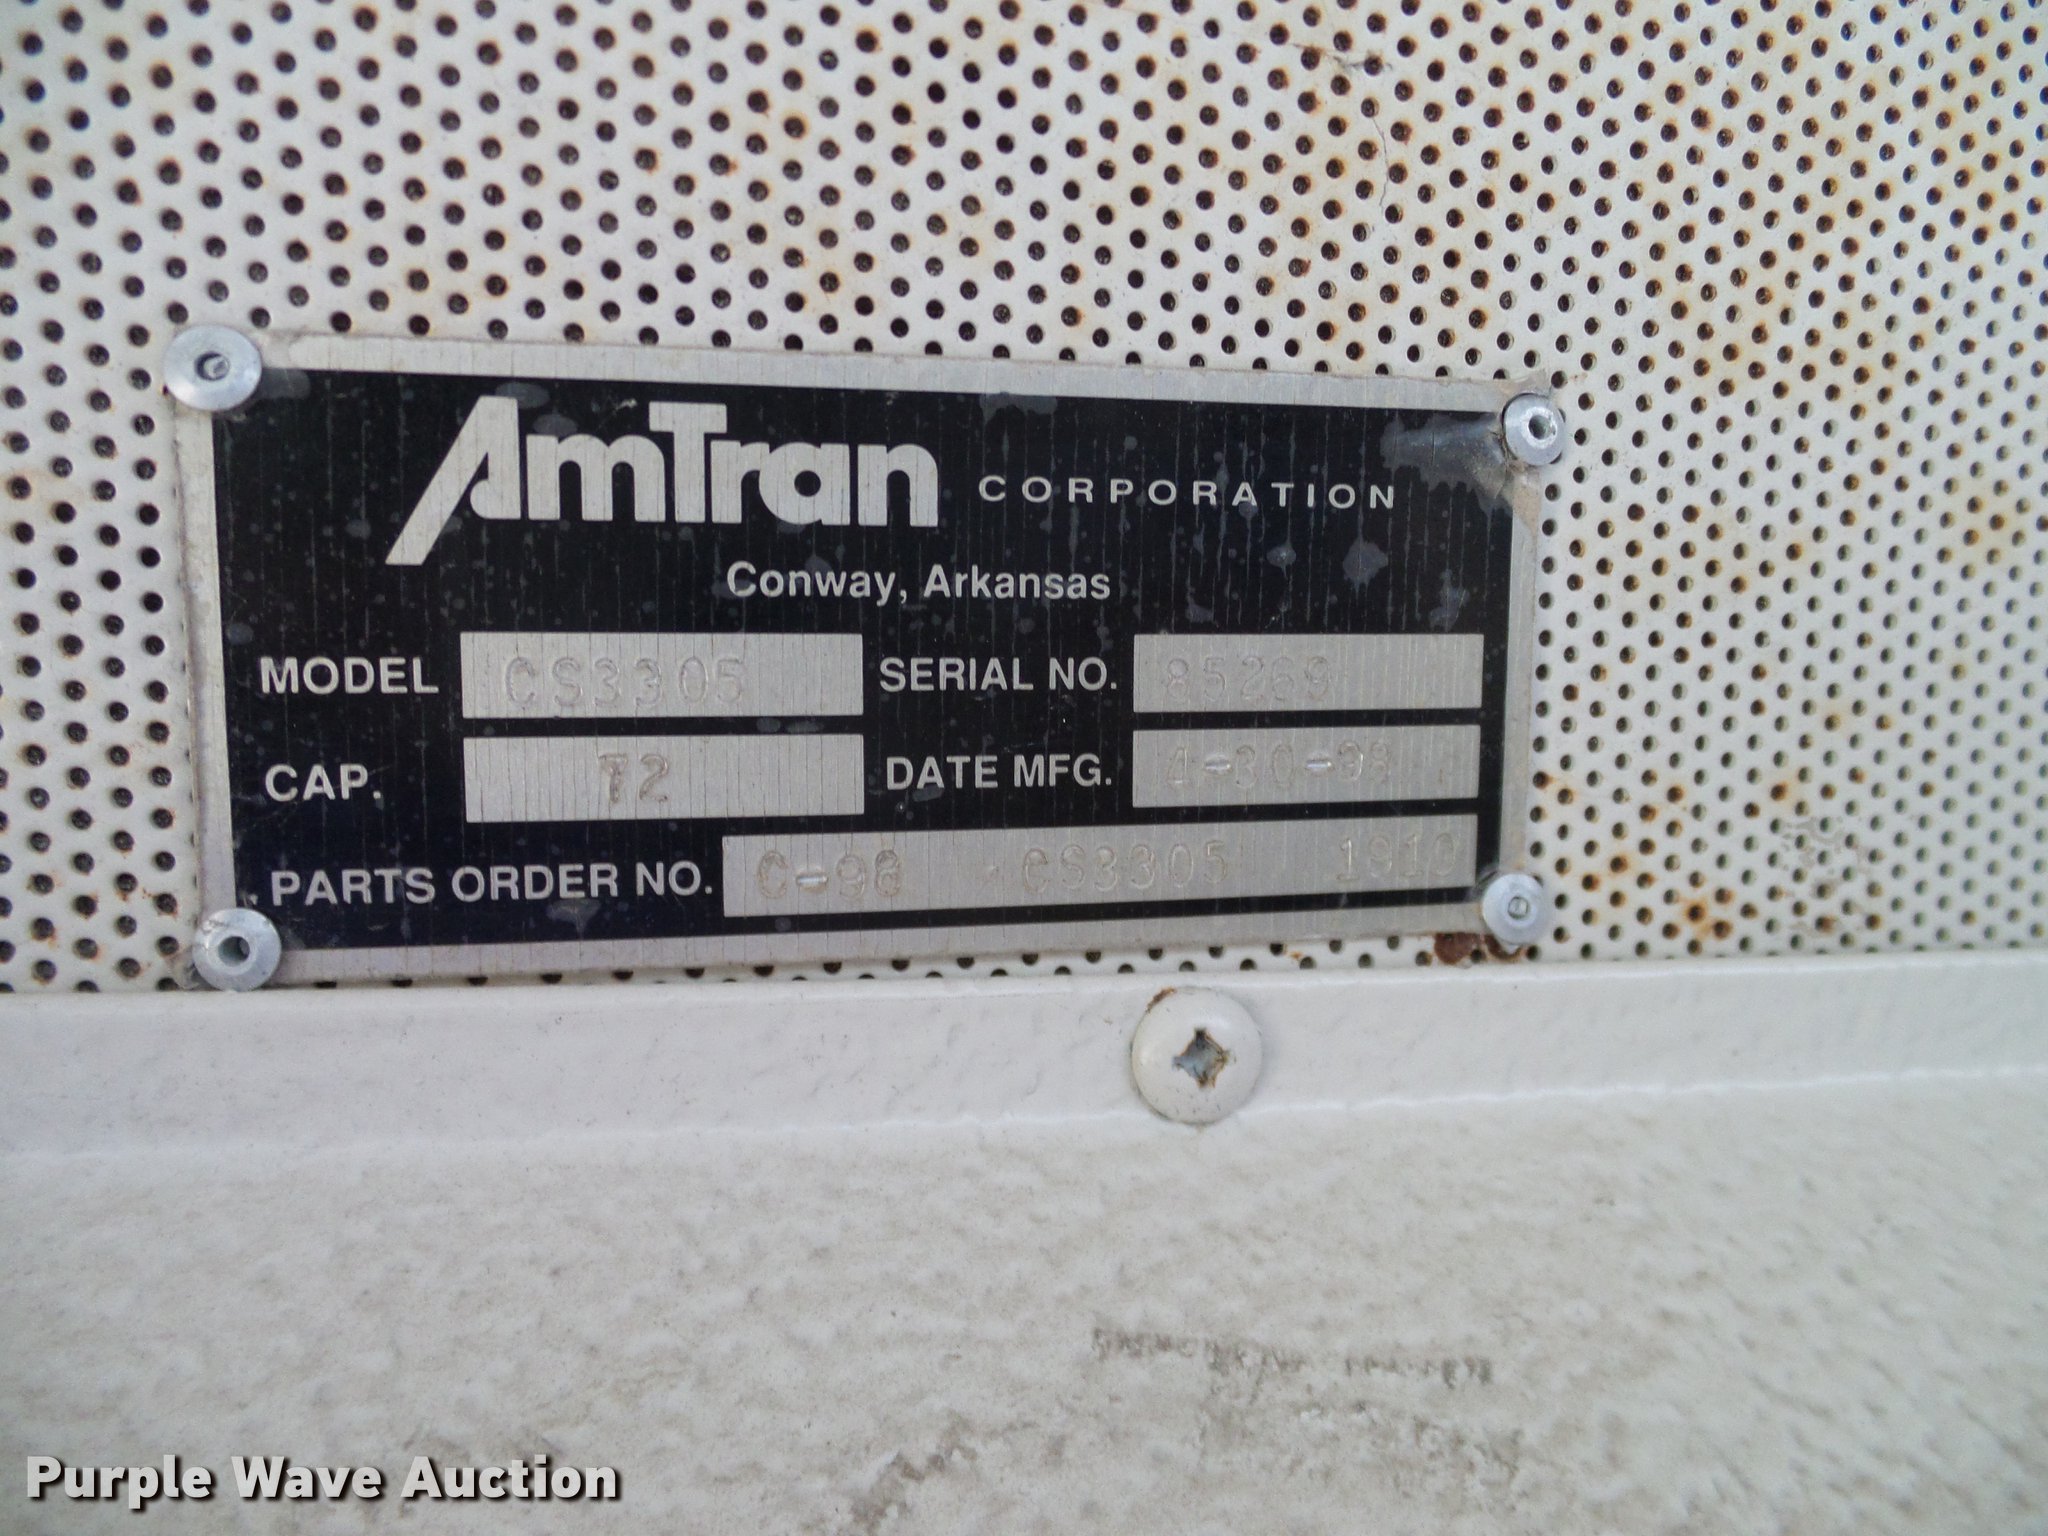 AmTran CORPORATION
Conway, Arkansas
MODEL CS3305 SERIAL NO. 85269
CAP. 72 DATE MFG. 4-30-98
PARTS ORDER NO. C-98 CS3305 1810
Purple Wave Auction